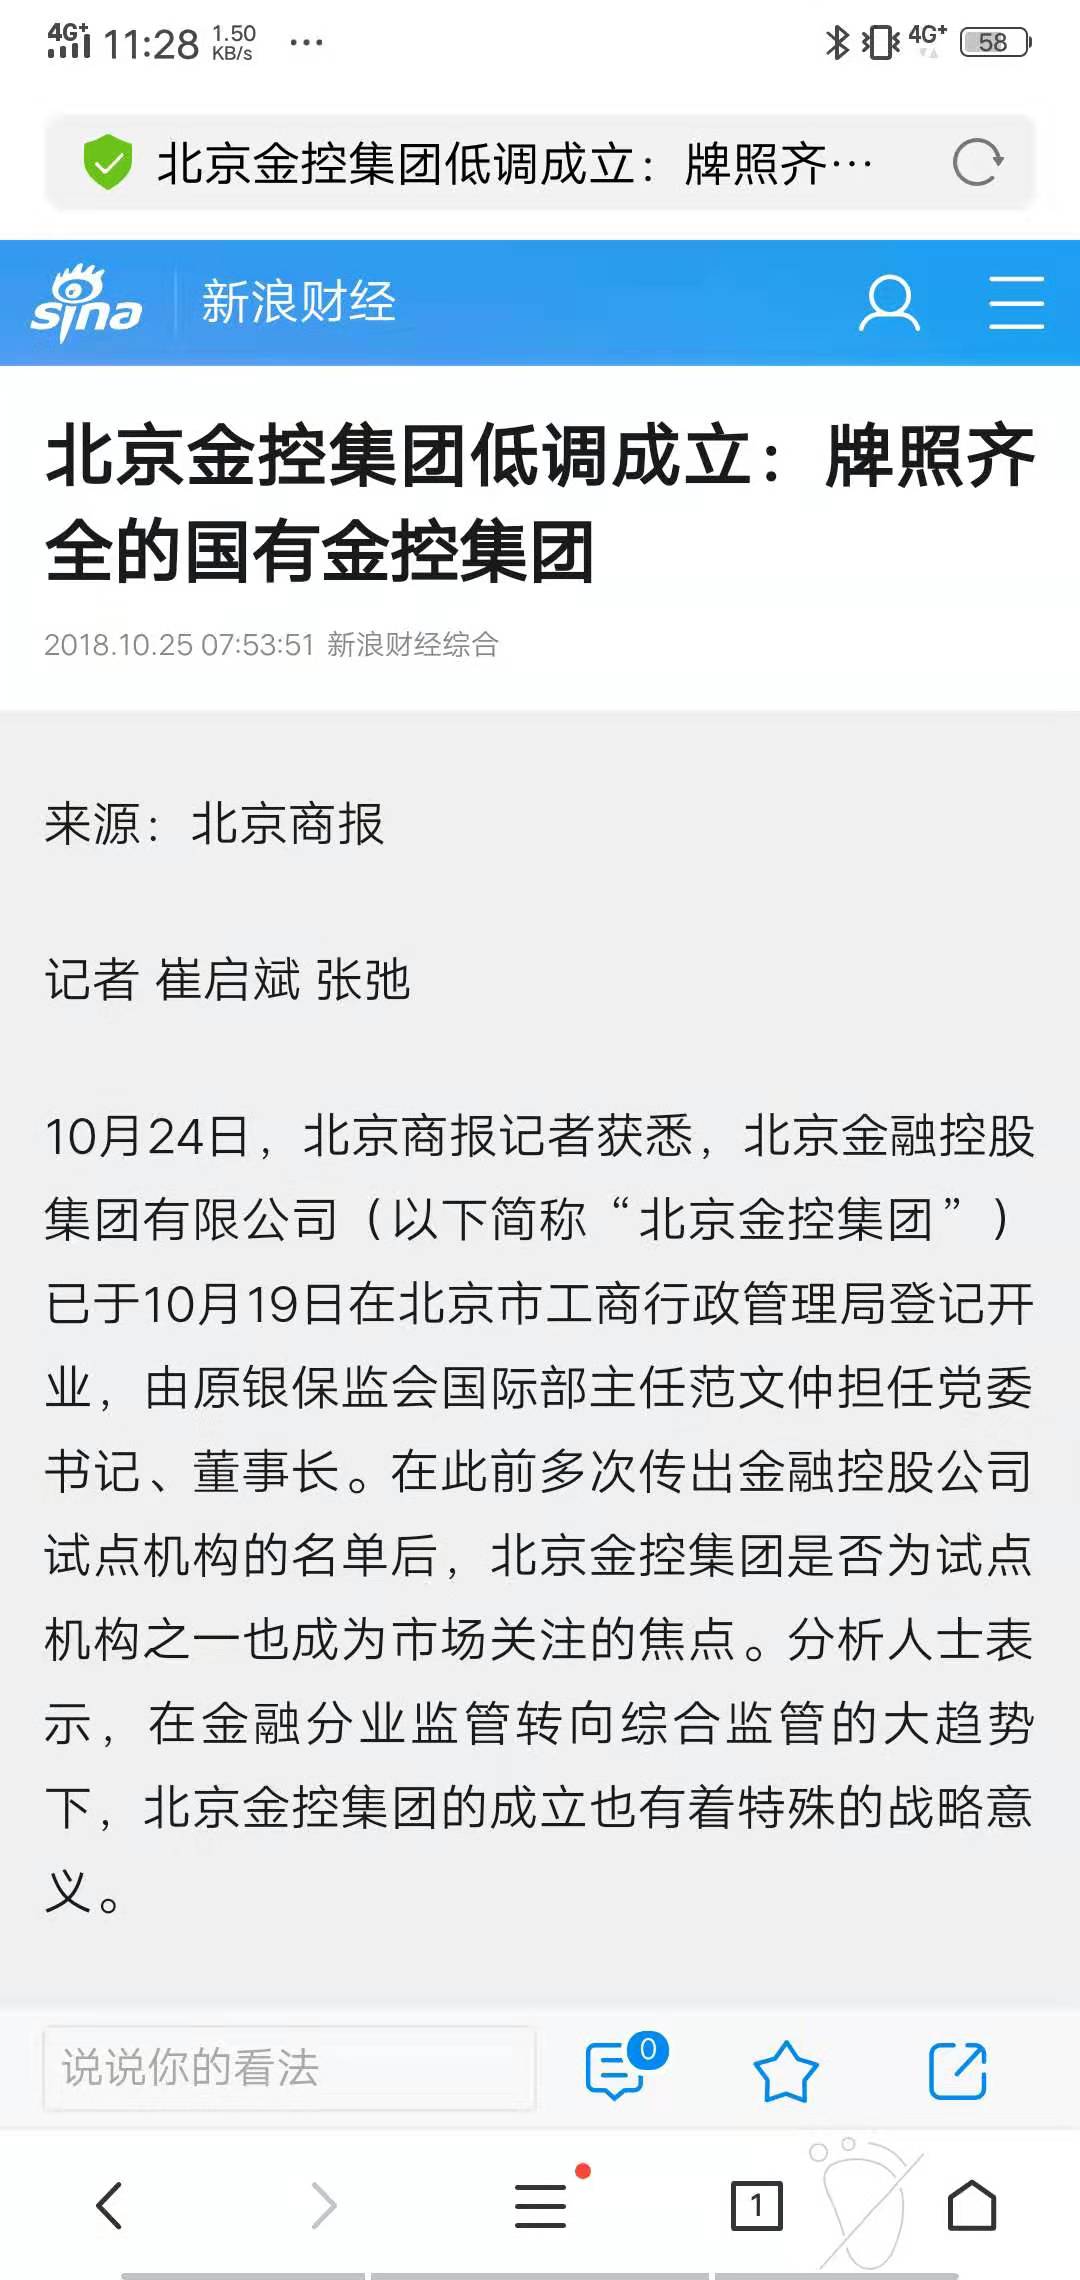 4G+ 11:28 1.50 KB/s ··· 4G+ 58
北京金控集团低调成立：牌照齐···
sina 新浪财经
北京金控集团低调成立：牌照齐
全的国有金控集团
2018.10.25 07:53:51 新浪财经综合
来源：北京商报
记者 崔启斌 张弛
10月24日，北京商报记者获悉，北京金融控股
集团有限公司（以下简称“北京金控集团”）
已于10月19日在北京市工商行政管理局登记开
业，由原银保监会国际部主任范文仲担任党委
书记、董事长。在此前多次传出金融控股公司
试点机构的名单后，北京金控集团是否为试点
机构之一也成为市场关注的焦点。分析人士表
示，在金融分业监管转向综合监管的大趋势
下，北京金控集团的成立也有着特殊的战略意
义。
说说你的看法 0
1